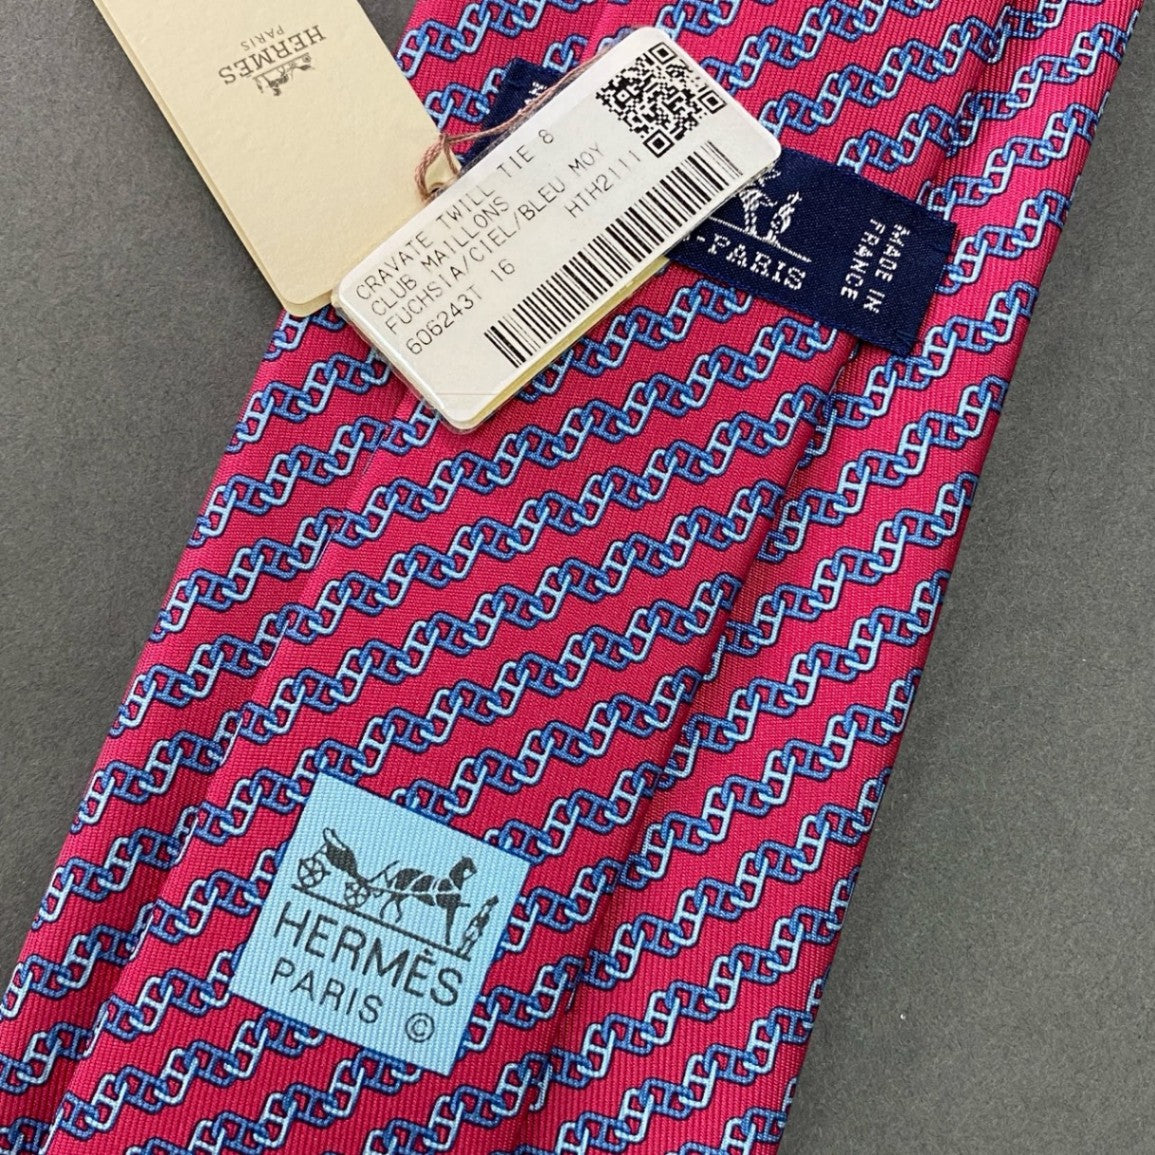 HERMES
PARIS
CRAVATE TWILL TIE 8
CLUB MAILLONS
FUCHSIA/CIEL/BLEU MOY
606243T 16
HTH2111
-PARIS
MADE IN
FRANCE
HERMÈS
PARIS ©